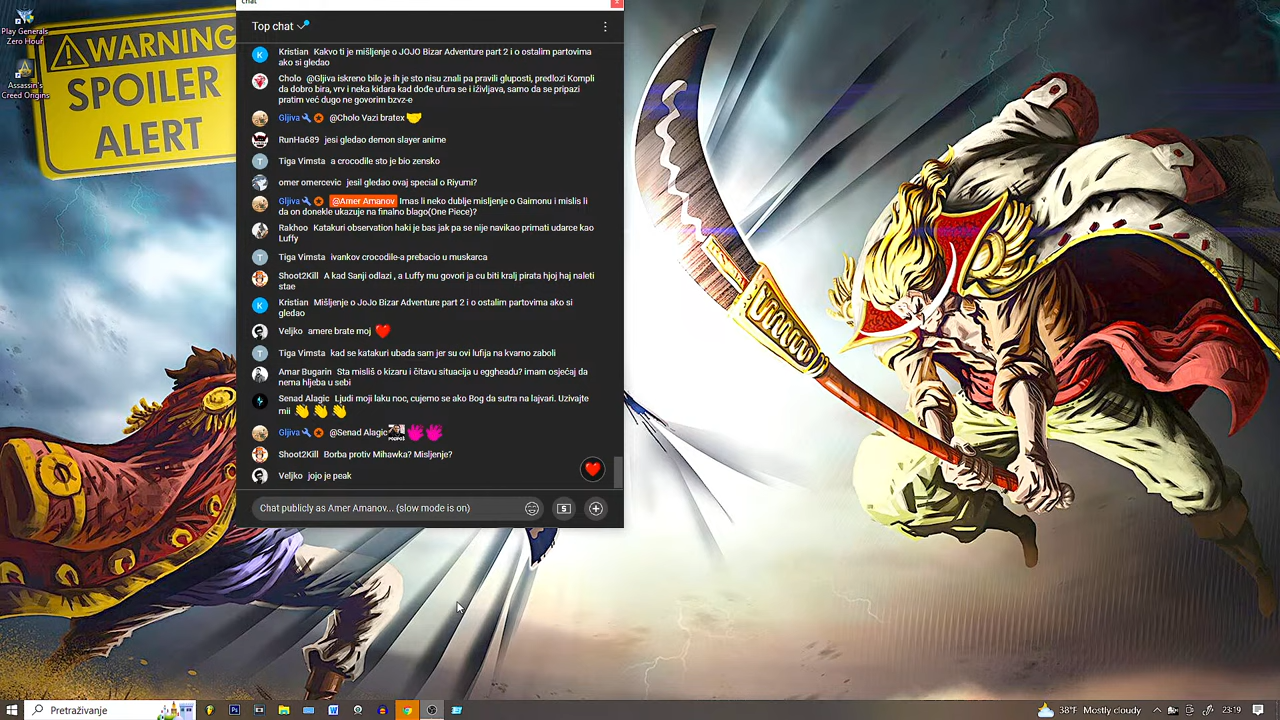 Chat
Play Generals
Zero Hour
Assassin's
Creed Origins
WARNING
SPOILER
ALERT
Top chat
Kristian Kakvo ti je mišljenje o JOJO Bizar Adventure part 2 i o ostalim partovima
ako si gledao
Cholo @Gljiva iskreno bilo je ih je sto nisu znali pa pravili gluposti, predlozi Kompli
da dobro bira, vrv i neka kidara kad dođe ufura se i iživljava, samo da se pripazi
pratim već dugo ne govorim bzvz-e
Gljiva @Cholo Vazi bratex
RunHa689 jesi gledao demon slayer anime
T Tiga Vimsta a crocodile sto je bio zensko
omer omercevic jesil gledao ovaj special o Riyumi?
Gljiva @Amer Amanov Imas li neko dublje misljenje o Gaimonu i mislis li
da on donekle ukazuje na finalno blago(One Piece)?
Rakhoo Katakuri observation haki je bas jak pa se nije navikao primati udarce kao
Luffy
T Tiga Vimsta ivankov crocodile-a prebacio u muskarca
Shoot2Kill A kad Sanji odlazi , a Luffy mu govori ja cu biti kralj pirata hjoj haj naleti
stae
K Kristian Mišljenje o JoJo Bizar Adventure part 2 i o ostalim partovima ako si
gledao
Veljko amere brate moj ❤️
T Tiga Vimsta kad se katakuri ubada sam jer su ovi lufija na kvarno zaboli
Amar Bugarin Sta misliš o kizaru i čitavu situacija u eggheadu? imam osjećaj da
nema hljeba u sebi
Senad Alagic Ljudi moji laku noc, cujemo se ako Bog da sutra na lajvari. Uzivajte
mii 👏 👏 👏
Gljiva @Senad Alagic
Shoot2Kill Borba protiv Mihawka? Misljenje?
Veljko jojo je peak
Chat publicly as Amer Amanov... (slow mode is on)
Pretraživanje
38°F Mostly cloudy
23:19